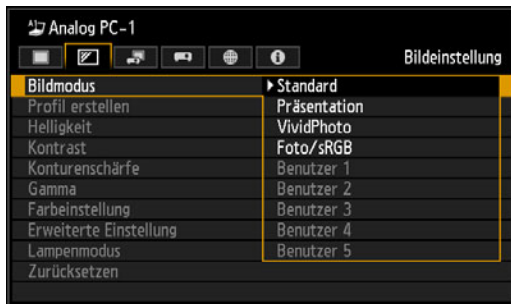 Analog PC-1
Bildeinstellung
Bildmodus
Standard
Profil erstellen
Präsentation
Helligkeit
VividPhoto
Kontrast
Foto/sRGB
Konturenschärfe
Benutzer 1
Gamma
Benutzer 2
Farbeinstellung
Benutzer 3
Erweiterte Einstellung
Benutzer 4
Lampenmodus
Benutzer 5
Zurücksetzen